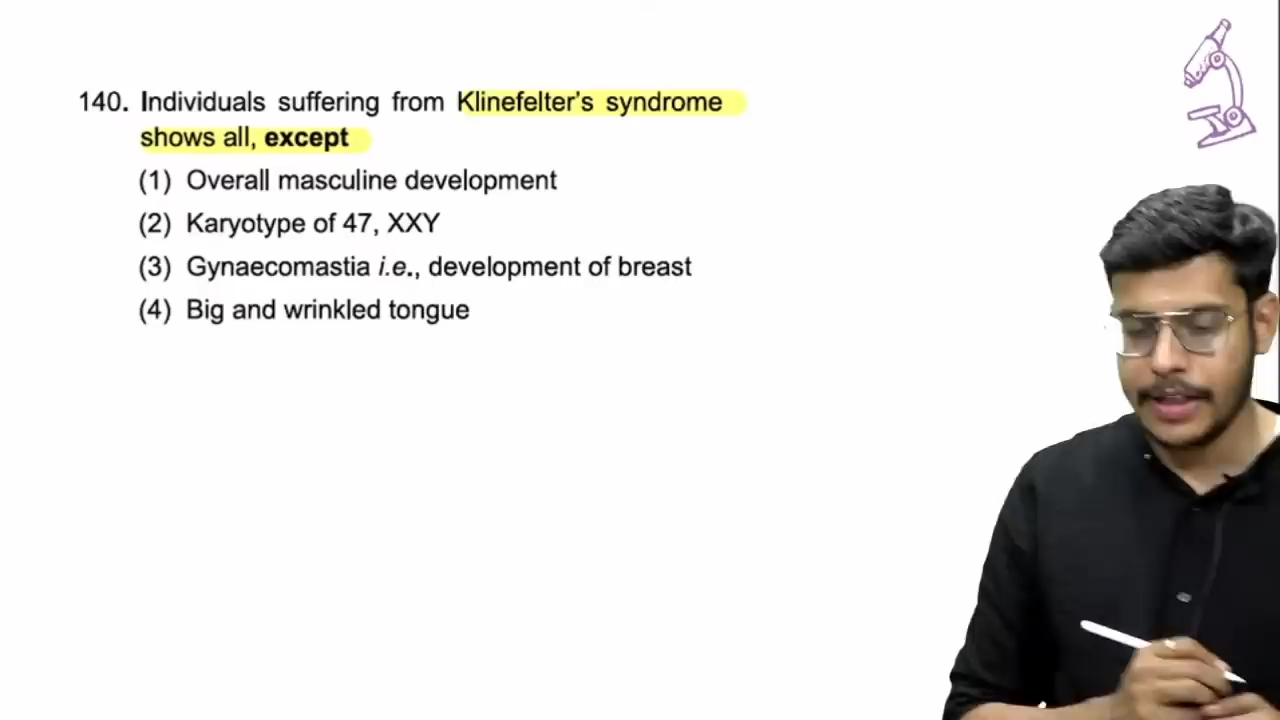 140. Individuals suffering from Klinefelter's syndrome
shows all, except
(1) Overall masculine development
(2) Karyotype of 47, XXY
(3) Gynaecomastia i.e., development of breast
(4) Big and wrinkled tongue